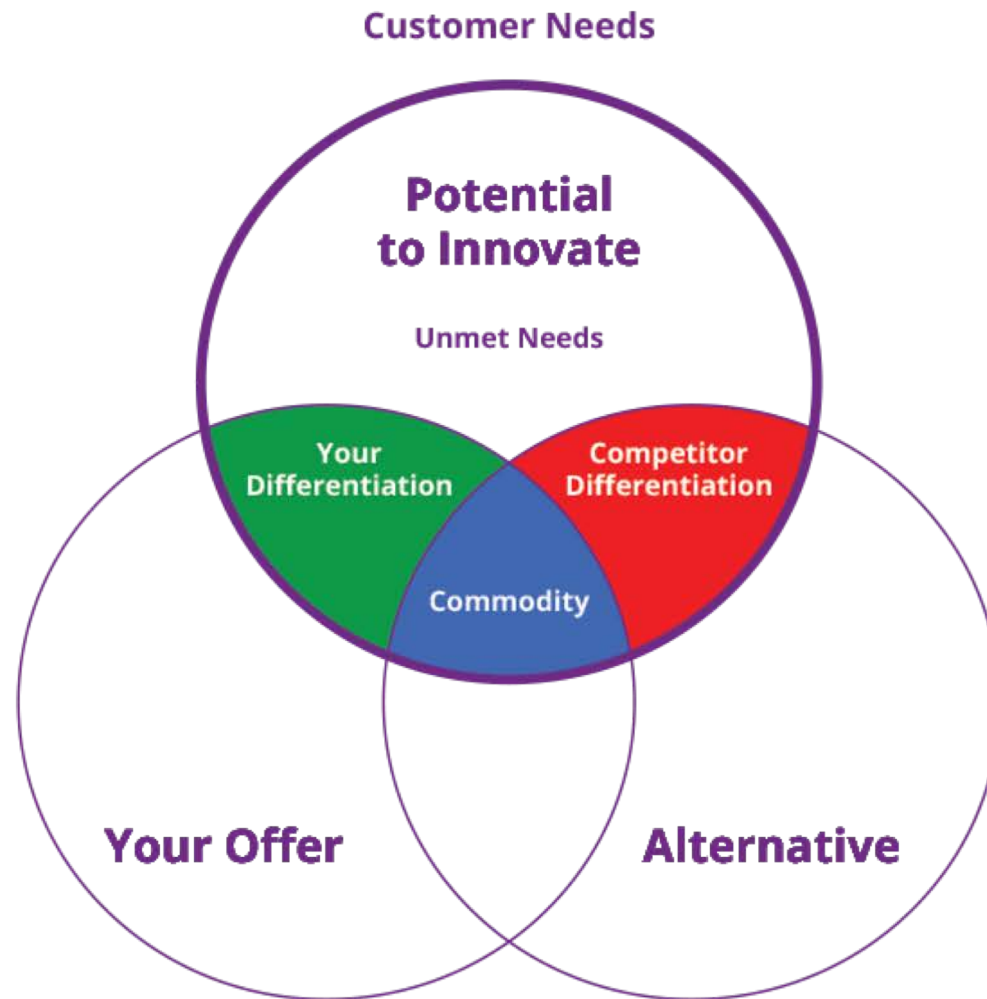 Customer Needs
Potential
to Innovate
Unmet Needs
Your
Differentiation
Competitor
Differentiation
Commodity
Your Offer
Alternative